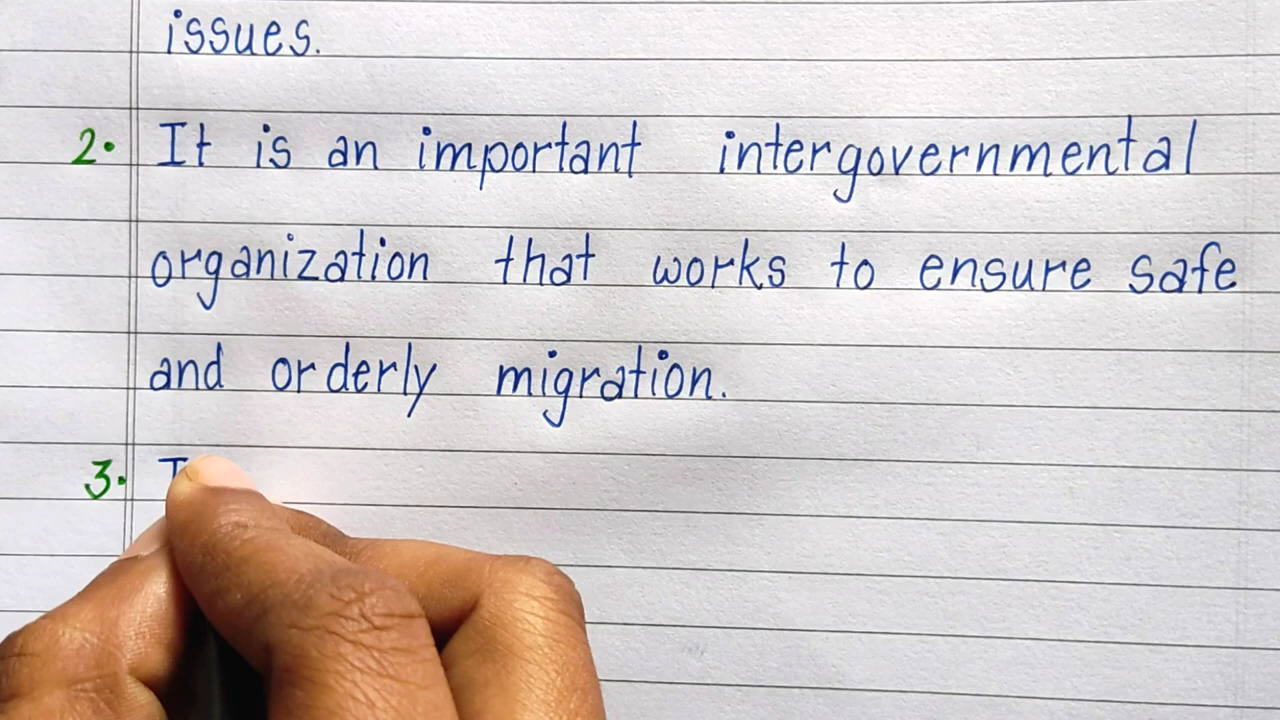 issues.
2. It is an important intergovernmental
organization that works to ensure safe
and orderly migration.
3.